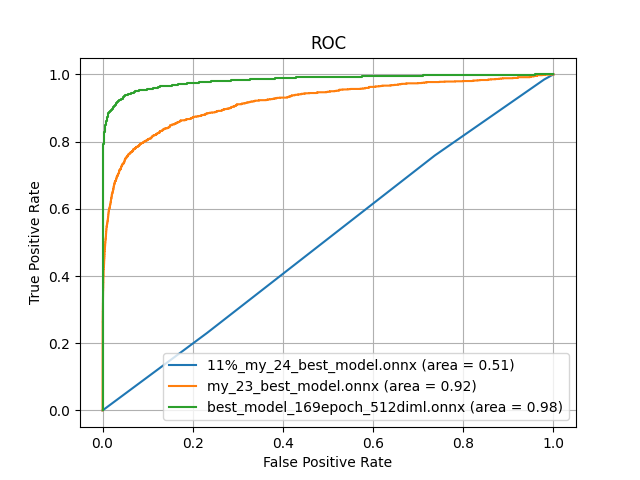 ROC
True Positive Rate
1.0
0.8
0.6
0.4
0.2
0.0
11%_my_24_best_model.onnx (area = 0.51)
my_23_best_model.onnx (area = 0.92)
best_model_169epoch_512diml.onnx (area = 0.98)
0.0 0.2 0.4 0.6 0.8 1.0
False Positive Rate